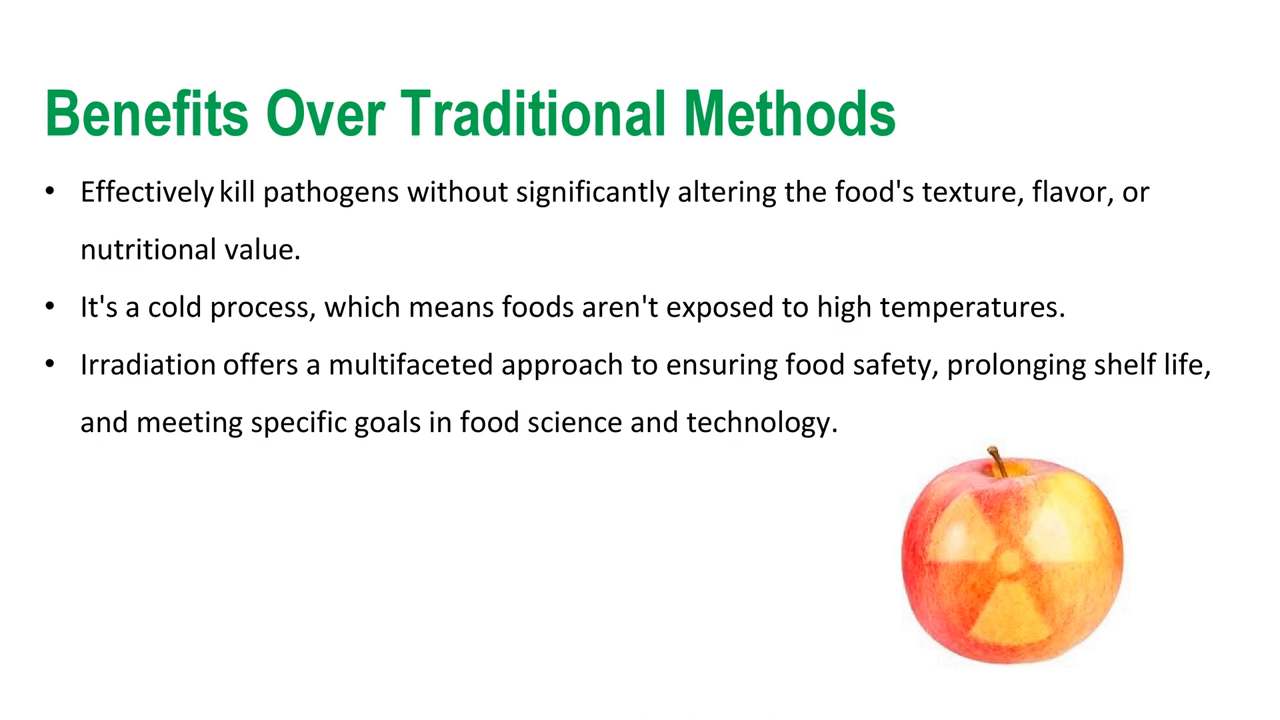 Benefits Over Traditional Methods
• Effectively kill pathogens without significantly altering the food's texture, flavor, or
nutritional value.
• It's a cold process, which means foods aren't exposed to high temperatures.
• Irradiation offers a multifaceted approach to ensuring food safety, prolonging shelf life,
and meeting specific goals in food science and technology.